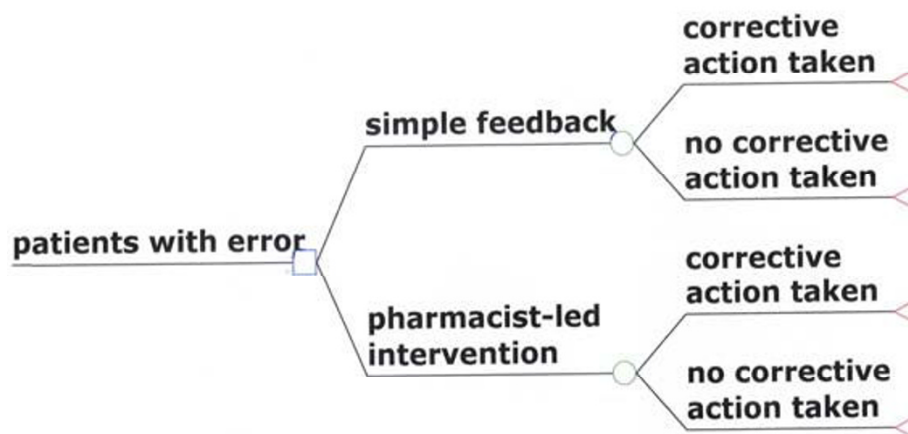 corrective
action taken
simple feedback
no corrective
action taken
patients with error
corrective
action taken
pharmacist-led
intervention
no corrective
action taken